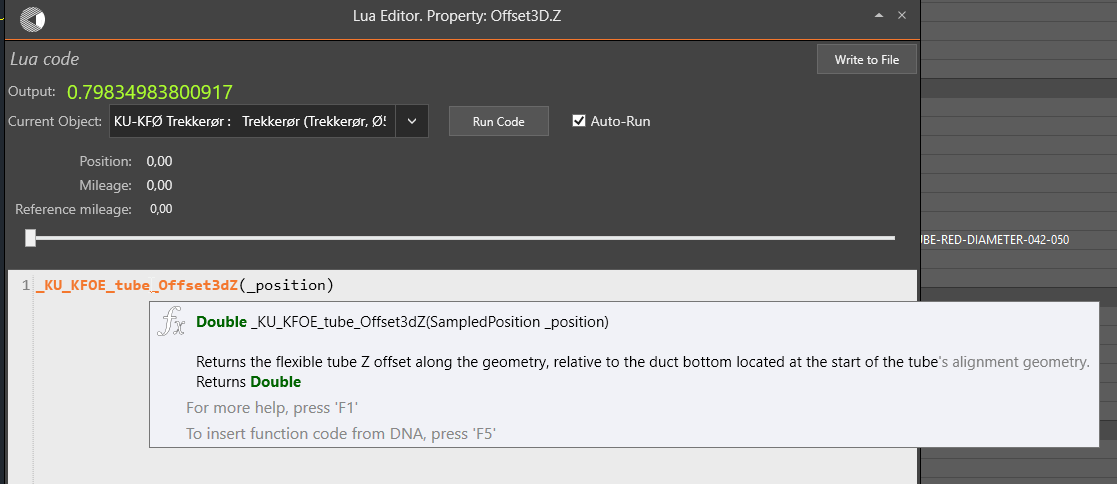 Lua Editor. Property: Offset3D.Z
Lua code
Write to File
Output: 0.79834983800917
Current Object: KU-KFØ Trekkerør : Trekkerør (Trekkerør, Ø5
Run Code
Auto-Run
Position: 0,00
Mileage: 0,00
Reference mileage: 0,00
UBE-RED-DIAMETER-042-050
1 _KU_KFOE_tube_Offset3dZ(_position)
fx Double _KU_KFOE_tube_Offset3dZ(SampledPosition _position)
Returns the flexible tube Z offset along the geometry, relative to the duct bottom located at the start of the tube's alignment geometry.
Returns Double
For more help, press 'F1'
To insert function code from DNA, press 'F5'